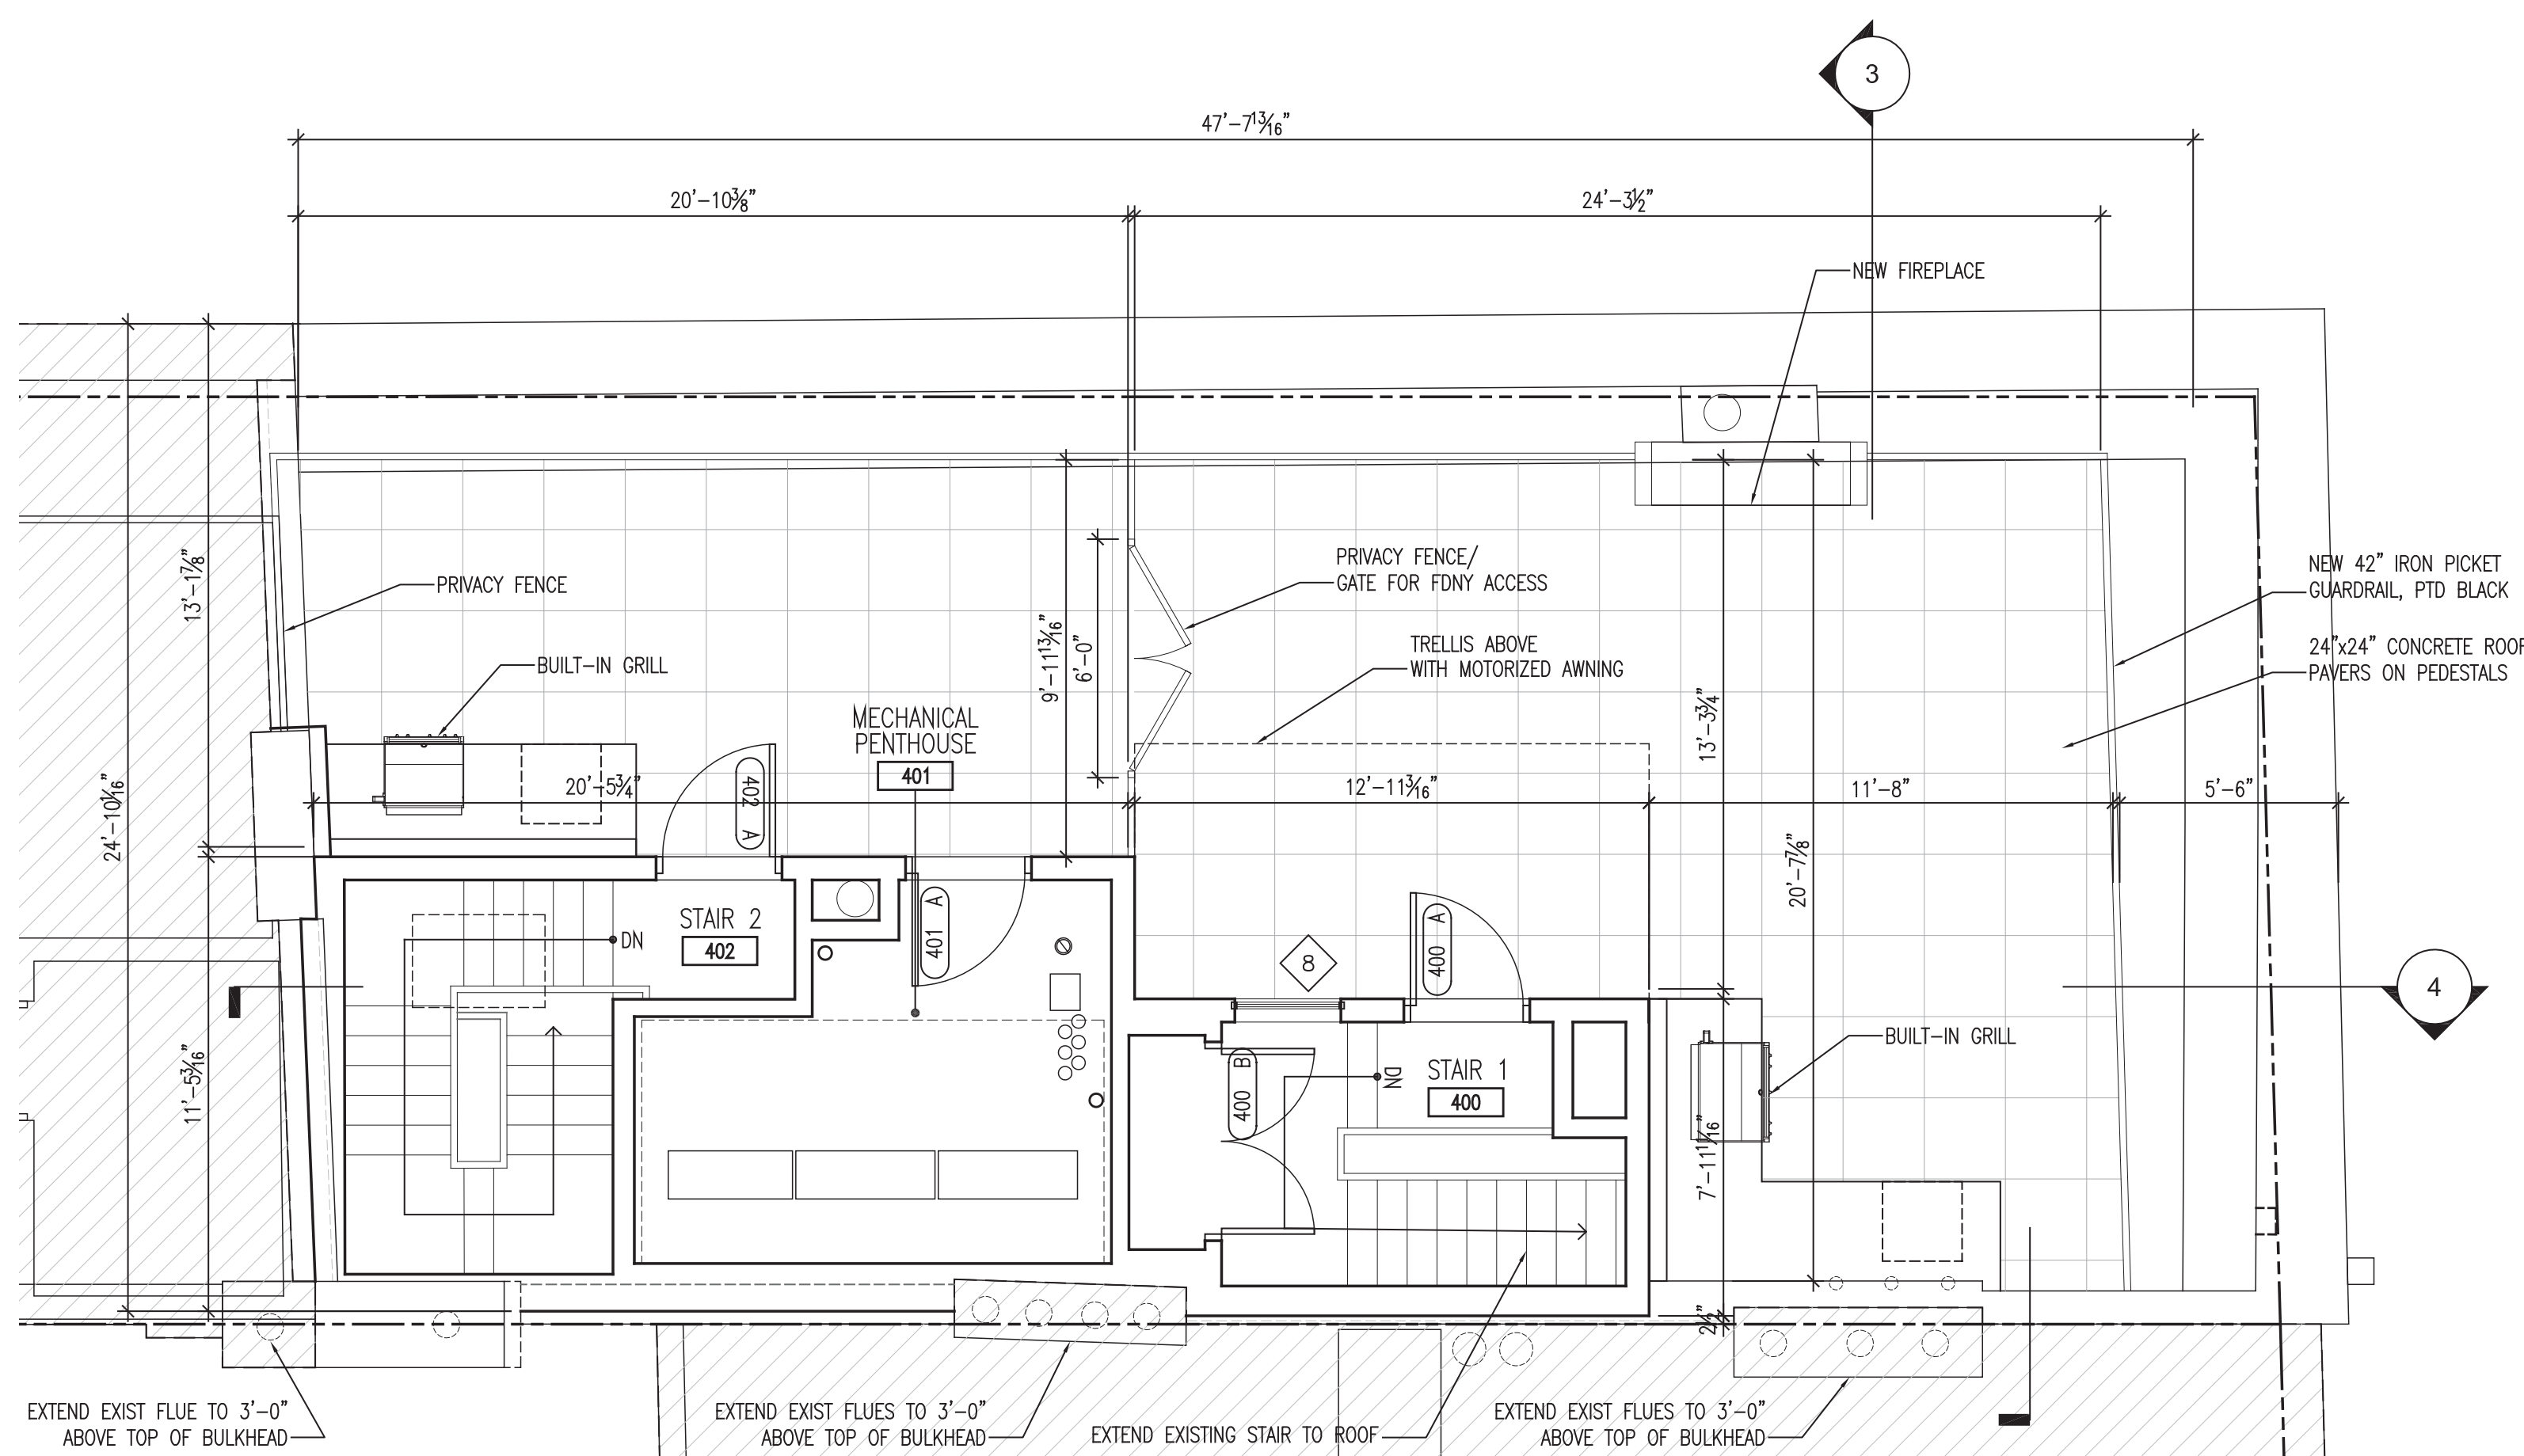 3
47'-7 13/16"
20'-10 3/8"
24'-3 1/2"
NEW FIREPLACE
13'-1 7/8"
PRIVACY FENCE
PRIVACY FENCE/
GATE FOR FDNY ACCESS
NEW 42" IRON PICKET
GUARDRAIL, PTD BLACK
9'-11 13/16"
6'-0"
TRELLIS ABOVE
WITH MOTORIZED AWNING
24"x24" CONCRETE ROOF
PAVERS ON PEDESTALS
BUILT-IN GRILL
13'-3 3/4"
MECHANICAL
PENTHOUSE
401
24'-10 1/16"
20'-5 3/4"
402 A
12'-11 3/16"
11'-8"
5'-6"
20'-7 7/8"
STAIR 2
402
DN
401 A
400 A
8
4
11'-5 3/16"
BUILT-IN GRILL
STAIR 1
400
DN
400 B
7'-11 11/16"
2 1/2"
EXTEND EXIST FLUE TO 3'-0"
ABOVE TOP OF BULKHEAD
EXTEND EXIST FLUES TO 3'-0"
ABOVE TOP OF BULKHEAD
EXTEND EXISTING STAIR TO ROOF
EXTEND EXIST FLUES TO 3'-0"
ABOVE TOP OF BULKHEAD